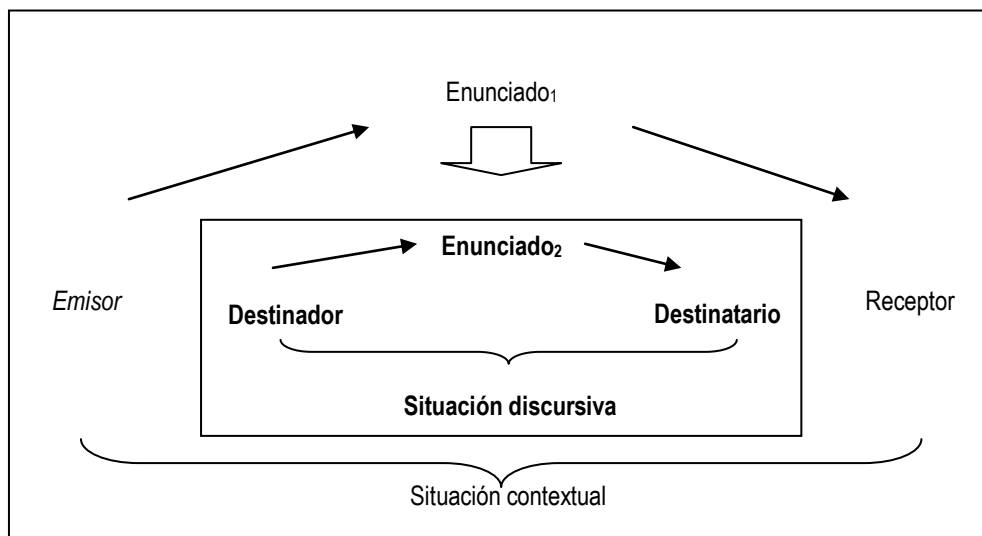 Enunciado₁
Enunciado₂
Emisor
Destinador
Destinatario
Receptor
Situación discursiva
Situación contextual